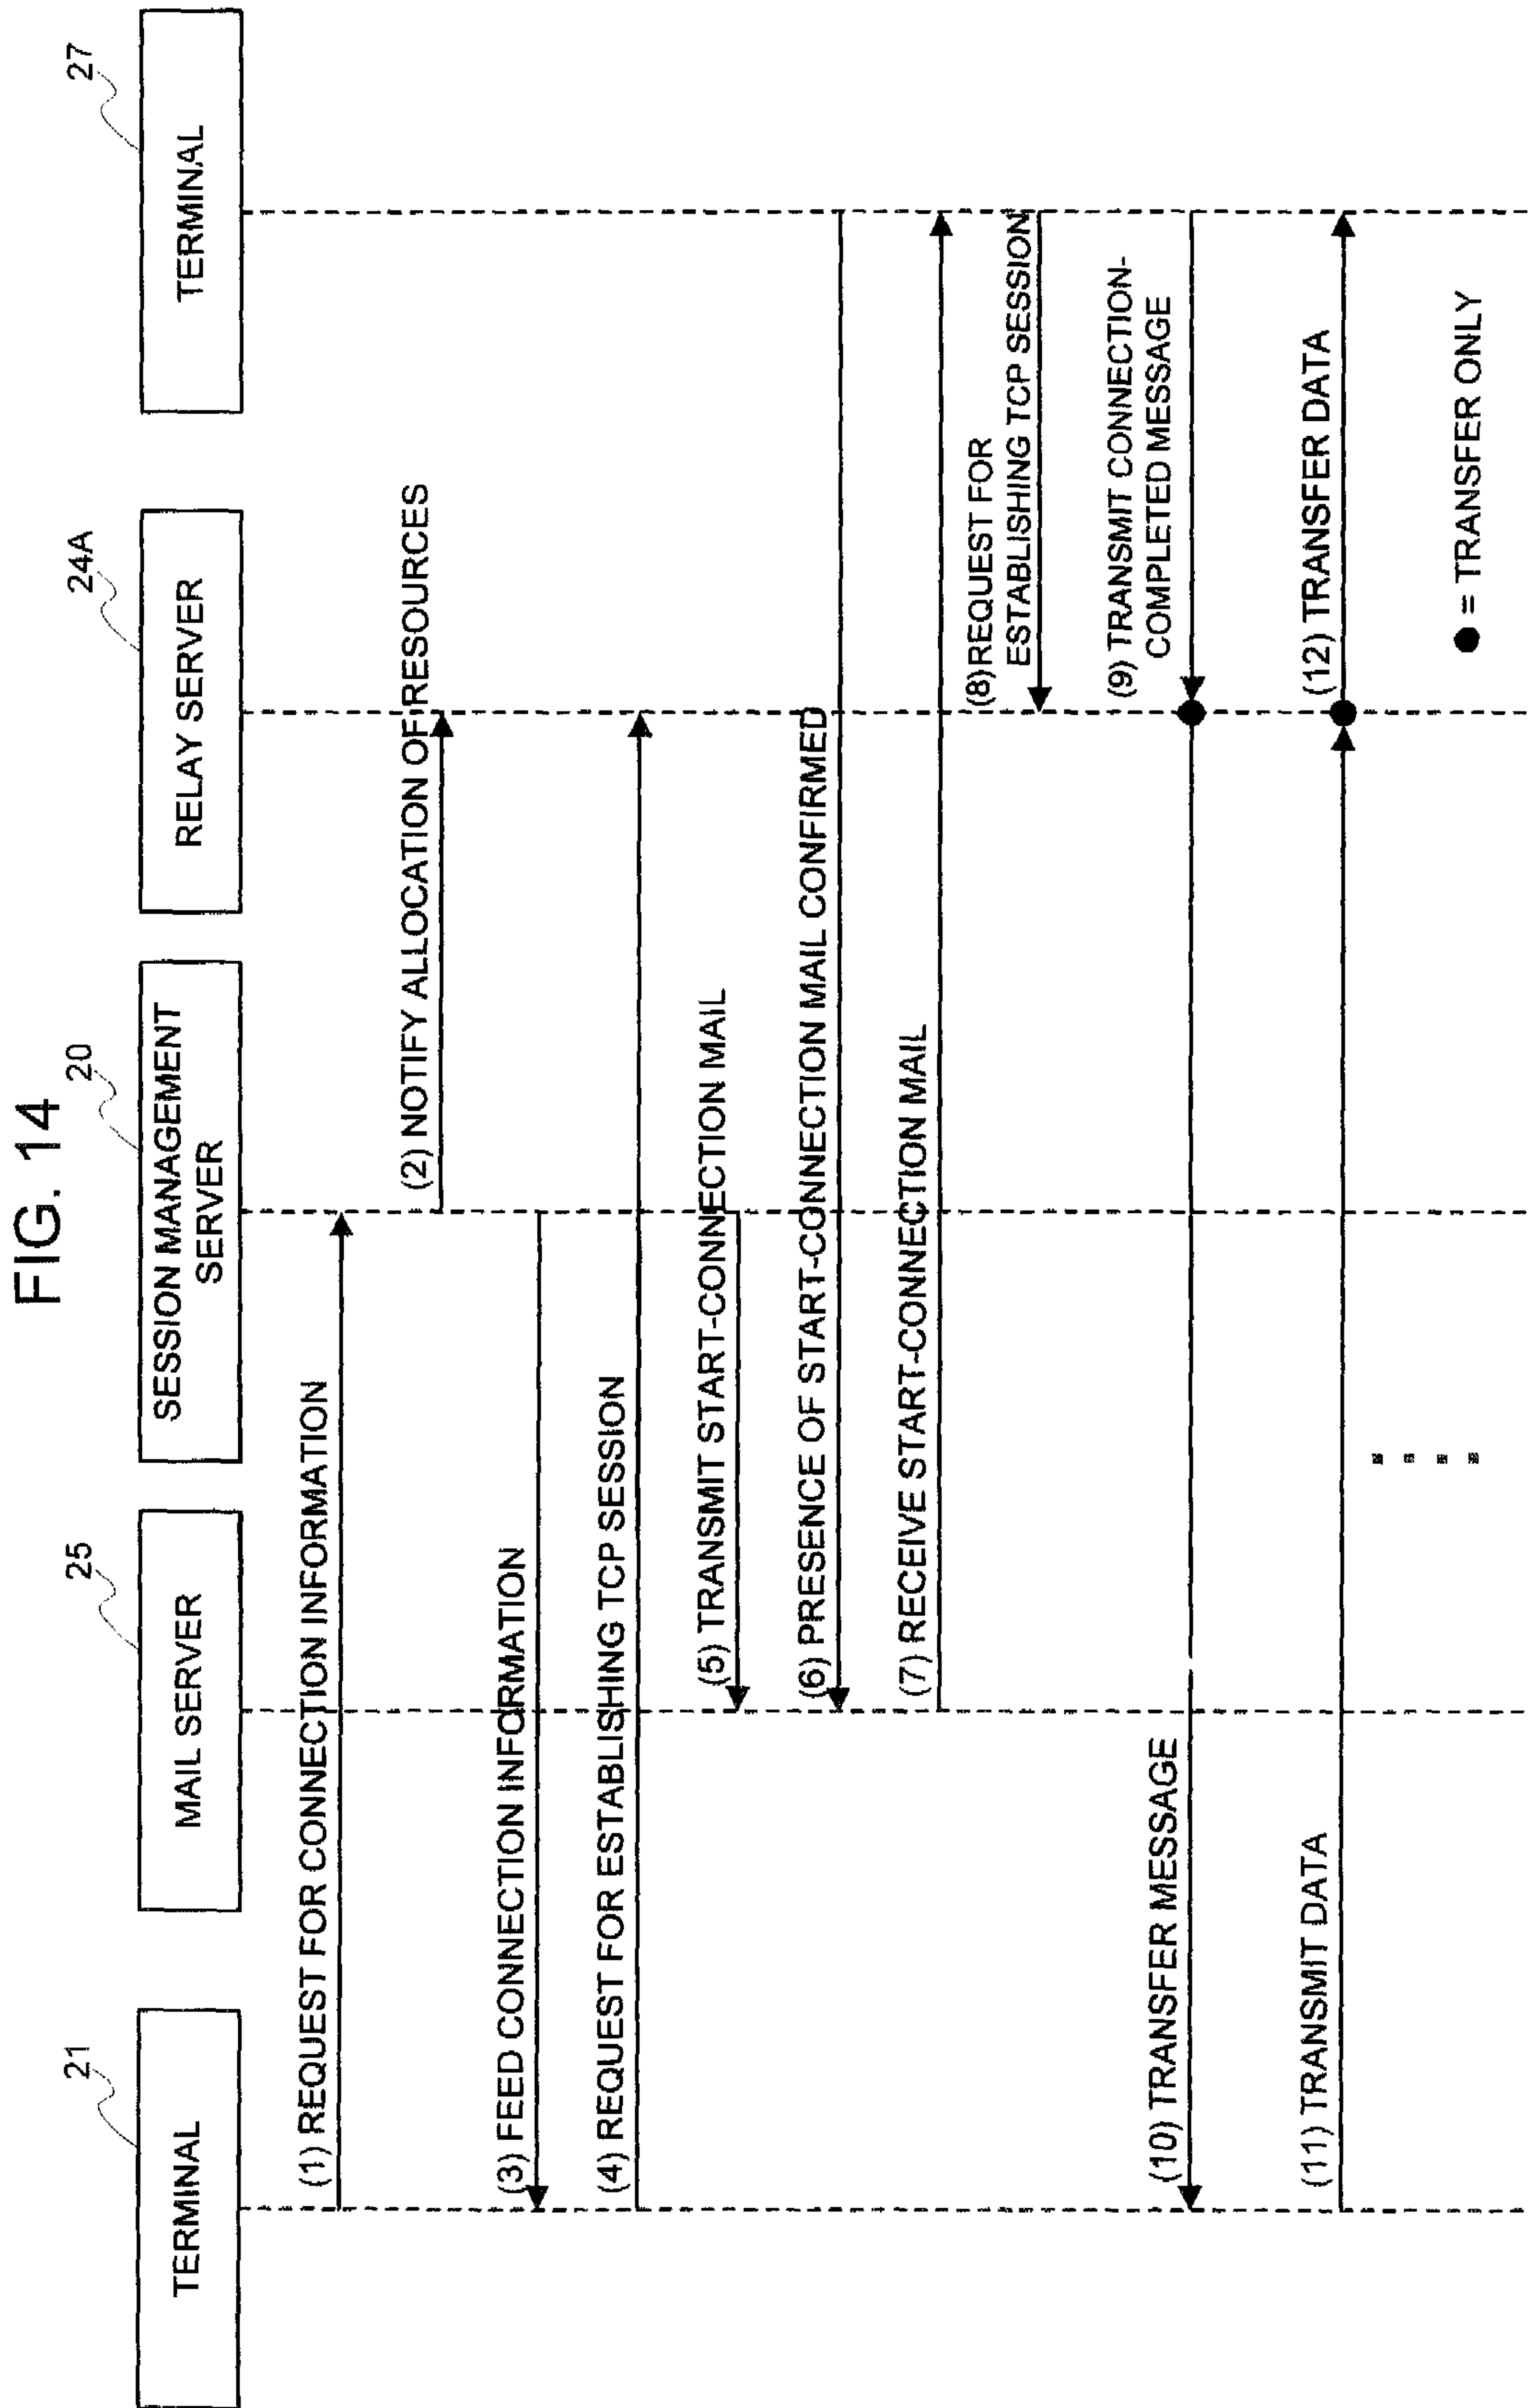 FIG. 14
21
25
20
24A
27
TERMINAL
MAIL SERVER
SESSION MANAGEMENT
SERVER
RELAY SERVER
TERMINAL
(1) REQUEST FOR CONNECTION INFORMATION
(2) NOTIFY ALLOCATION OF RESOURCES
(3) FEED CONNECTION INFORMATION
(4) REQUEST FOR ESTABLISHING TCP SESSION
(5) TRANSMIT START-CONNECTION MAIL
(6) PRESENCE OF START-CONNECTION MAIL CONFIRMED
(7) RECEIVE START-CONNECTION MAIL
(8)REQUEST FOR
ESTABLISHING TCP SESSION
(9) TRANSMIT CONNECTION-
COMPLETED MESSAGE
(10) TRANSFER MESSAGE
(11) TRANSMIT DATA
(12) TRANSFER DATA
● = TRANSFER ONLY